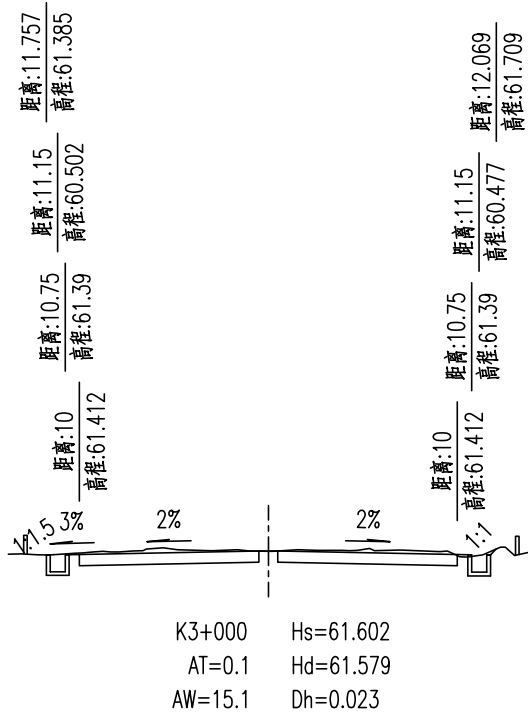 距离:11.757
高程:61.385
距离:11.15
高程:60.502
距离:10.75
高程:61.39
距离:10
高程:61.412
距离:12.069
高程:61.709
距离:11.15
高程:60.477
距离:10.75
高程:61.39
距离:10
高程:61.412
1:1.5
3%
2%
2%
1:1
K3+000
Hs=61.602
AT=0.1
Hd=61.579
AW=15.1
Dh=0.023